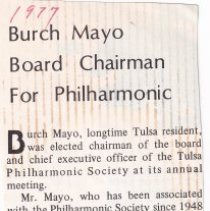 1977
Burch Mayo
Board Chairman
For Philharmonic
Burch Mayo, longtime Tulsa resident,
was elected chairman of the board
and chief executive officer of the Tulsa
Philharmonic Society at its annual
meeting.
Mr. Mayo, who has been associated
with the Philharmonic Society since 1948